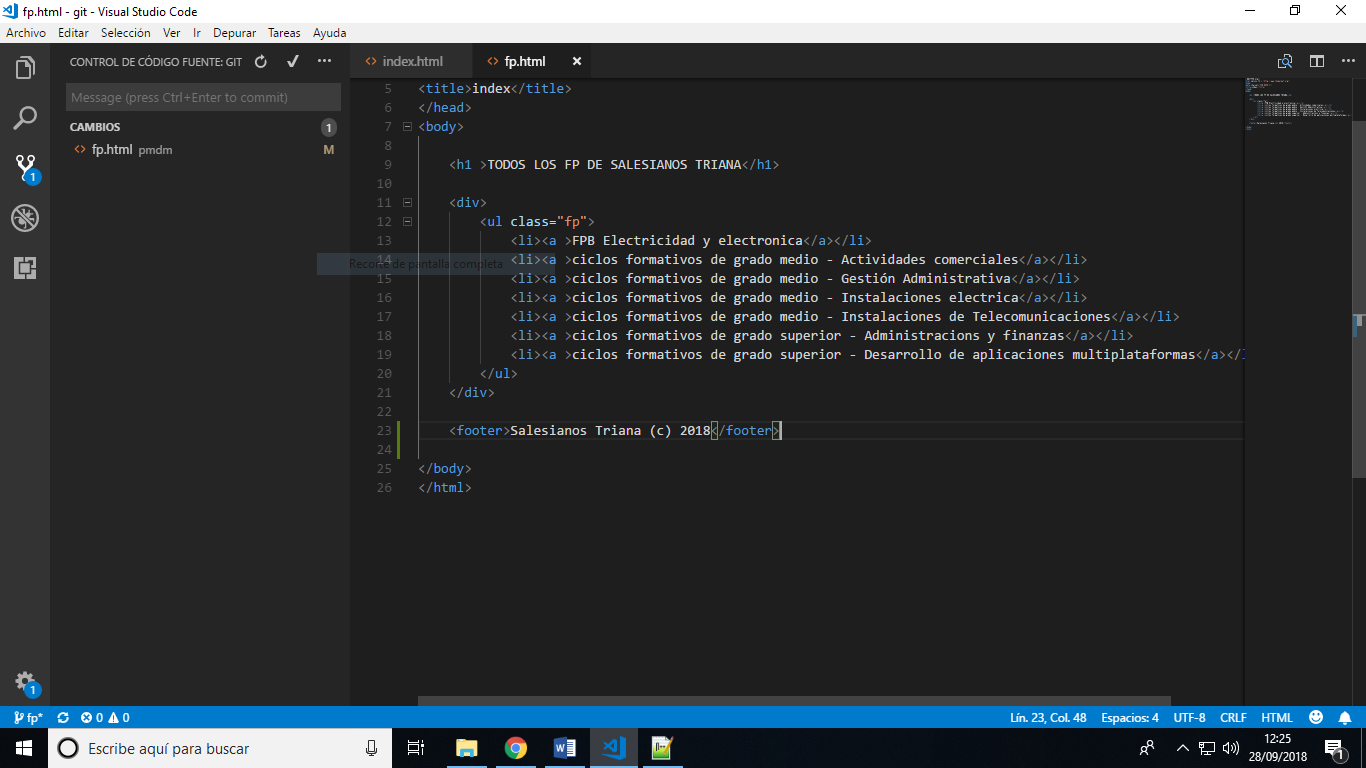 fp.html - git - Visual Studio Code
Archivo Editar Selección Ver Ir Depurar Tareas Ayuda
CONTROL DE CÓDIGO FUENTE: GIT
Message (press Ctrl+Enter to commit)
CAMBIOS 1
<> fp.html pmdm M
1
1
<> index.html <> fp.html
5 <title>index</title>
6 </head>
7 <body>
8
9 <h1 >TODOS LOS FP DE SALESIANOS TRIANA</h1>
10
11 <div>
12 <ul class="fp">
13 <li><a >FPB Electricidad y electronica</a></li>
Recorte de pantalla completa
14 <li><a >ciclos formativos de grado medio - Actividades comerciales</a></li>
15 <li><a >ciclos formativos de grado medio - Gestión Administrativa</a></li>
16 <li><a >ciclos formativos de grado medio - Instalaciones electrica</a></li>
17 <li><a >ciclos formativos de grado medio - Instalaciones de Telecomunicaciones</a></li>
18 <li><a >ciclos formativos de grado superior - Administracions y finanzas</a></li>
19 <li><a >ciclos formativos de grado superior - Desarrollo de aplicaciones multiplataformas</a></l
20 </ul>
21 </div>
22
23 <footer>Salesianos Triana (c) 2018</footer>
24
25 </body>
26 </html>
fp* 0 0 Lín. 23, Col. 48 Espacios: 4 UTF-8 CRLF HTML
Escribe aquí para buscar
12:25
28/09/2018
1